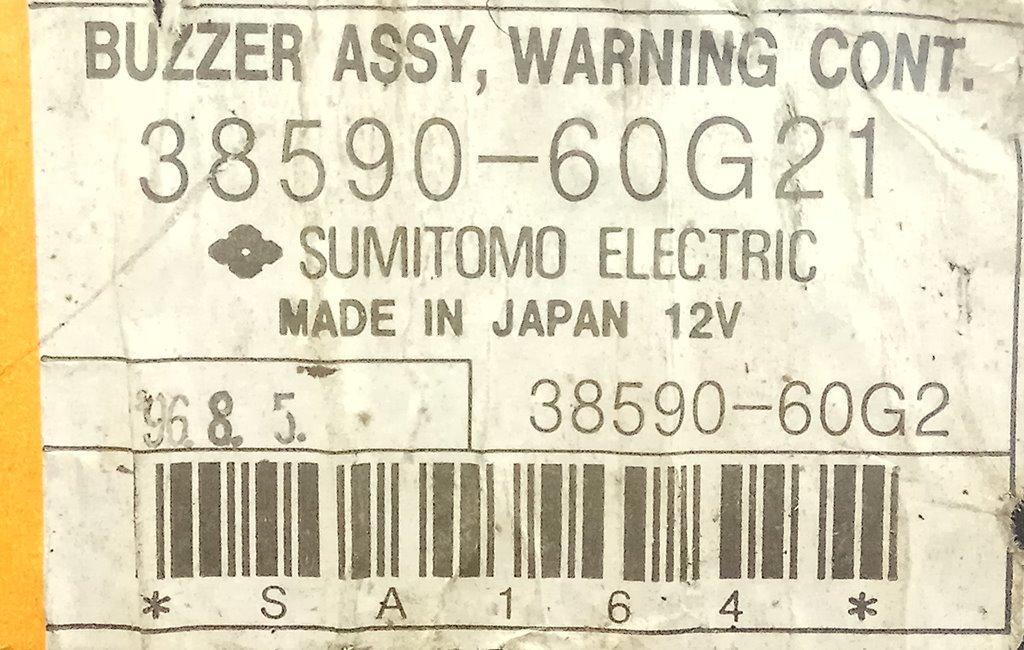 BUZZER ASSY, WARNING CONT.
38590-60G21
SUMITOMO ELECTRIC
MADE IN JAPAN 12V
'96.8.5.
38590-60G2
* S A 1 6 4 *